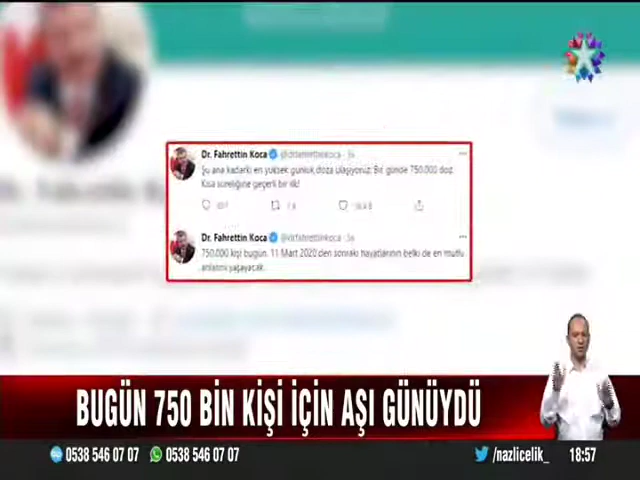 Dr. Fahrettin Koca @drfahrettinkoca
Şu ana kadarki en yüksek günlük doza ulaşıyoruz: Bir günde 750.000 doz.
Kısa süreliğine geçerli bir ilk!
Dr. Fahrettin Koca @drfahrettinkoca
750.000 kişi bugün, 11 Mart 2020'den sonraki hayatlarının belki de en mutlu
anlarını yaşayacak.
BUGÜN 750 BİN KİŞİ İÇİN AŞI GÜNÜYDÜ
0538 546 07 07 0538 546 07 07 /nazlicelik_ 18:57